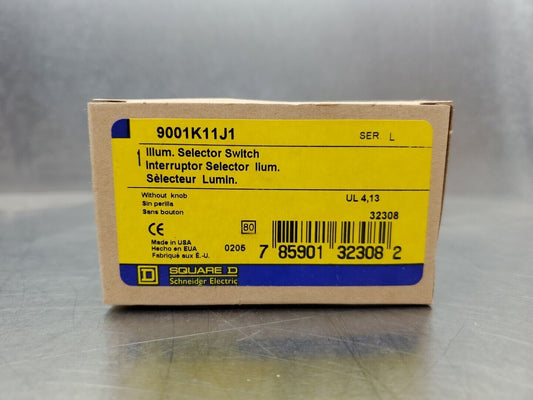 9001K11J1 SER L
1 Illum. Selector Switch
Interruptor Selector Ilum.
Sèlecteur Lumin.
Without knob UL 4,13
Sin perilla 32308
Sans bouton
CE 80
Made in USA
Hecho en EUA 0205 7 85901 32308 2
Fabriqué aux É.-U.
D SQUARE D
Schneider Electric